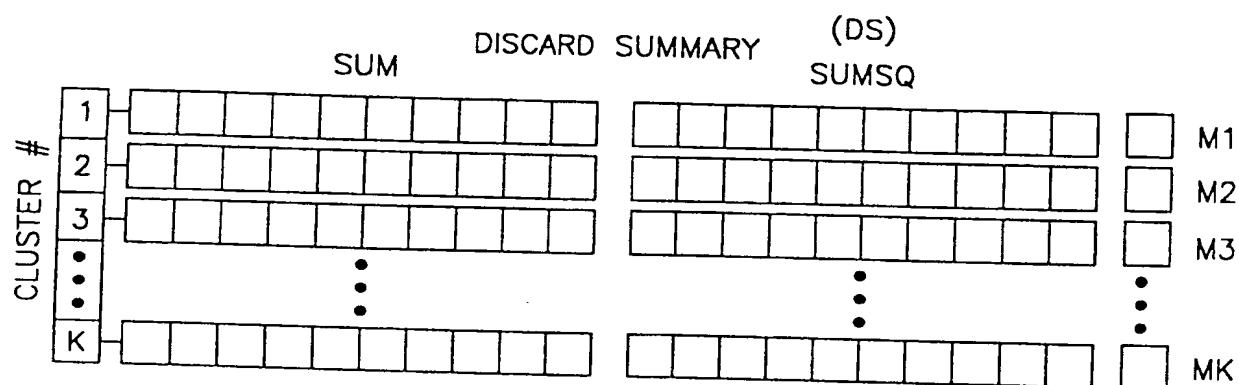 DISCARD SUMMARY (DS)
SUM SUMSQ
CLUSTER #
1 M1
2 M2
3 M3
K MK